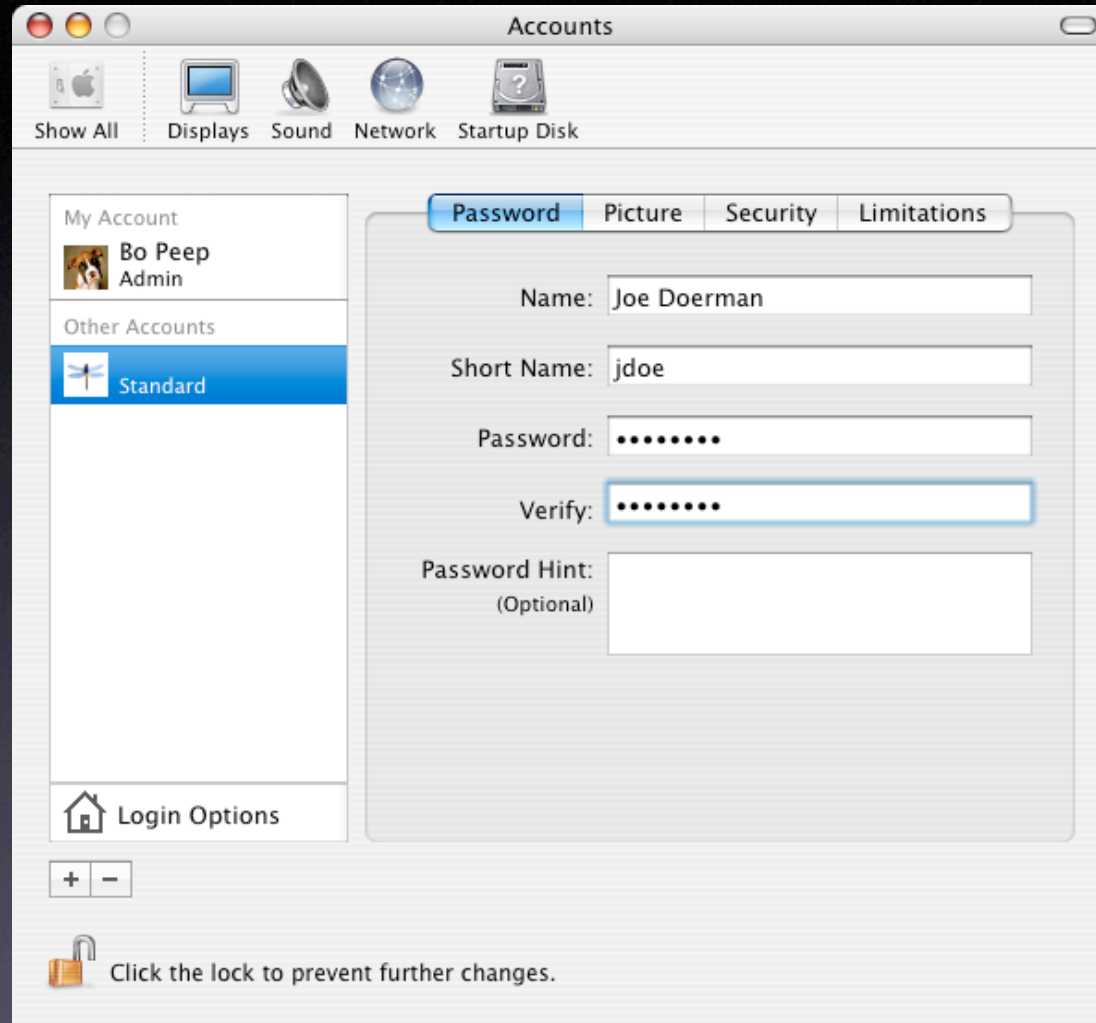 Accounts
Show All Displays Sound Network Startup Disk
My Account
Bo Peep
Admin
Other Accounts
Standard
Login Options
Password Picture Security Limitations
Name: Joe Doerman
Short Name: jdoe
Password: ••••••••
Verify: ••••••••
Password Hint:
(Optional)
+ −
Click the lock to prevent further changes.